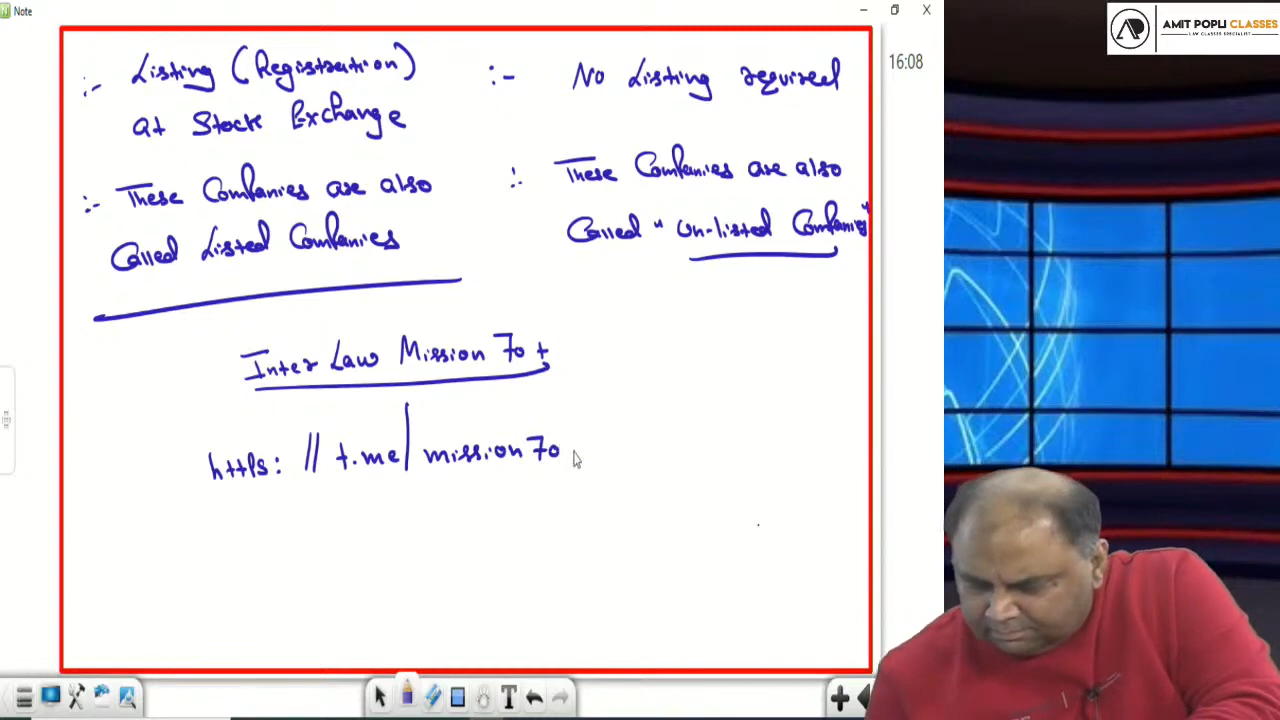 Note
AMIT POPLI CLASSES
LAW CLASSES SPECIALIST
16:08
:- Listing (Registration)
at Stock Exchange
:- These Companies are also
Called Listed Companies
:- No Listing required
:- These Companies are also
Called "Un-listed Companies"
Inter Law Mission 70 +
https: // t.me/mission70